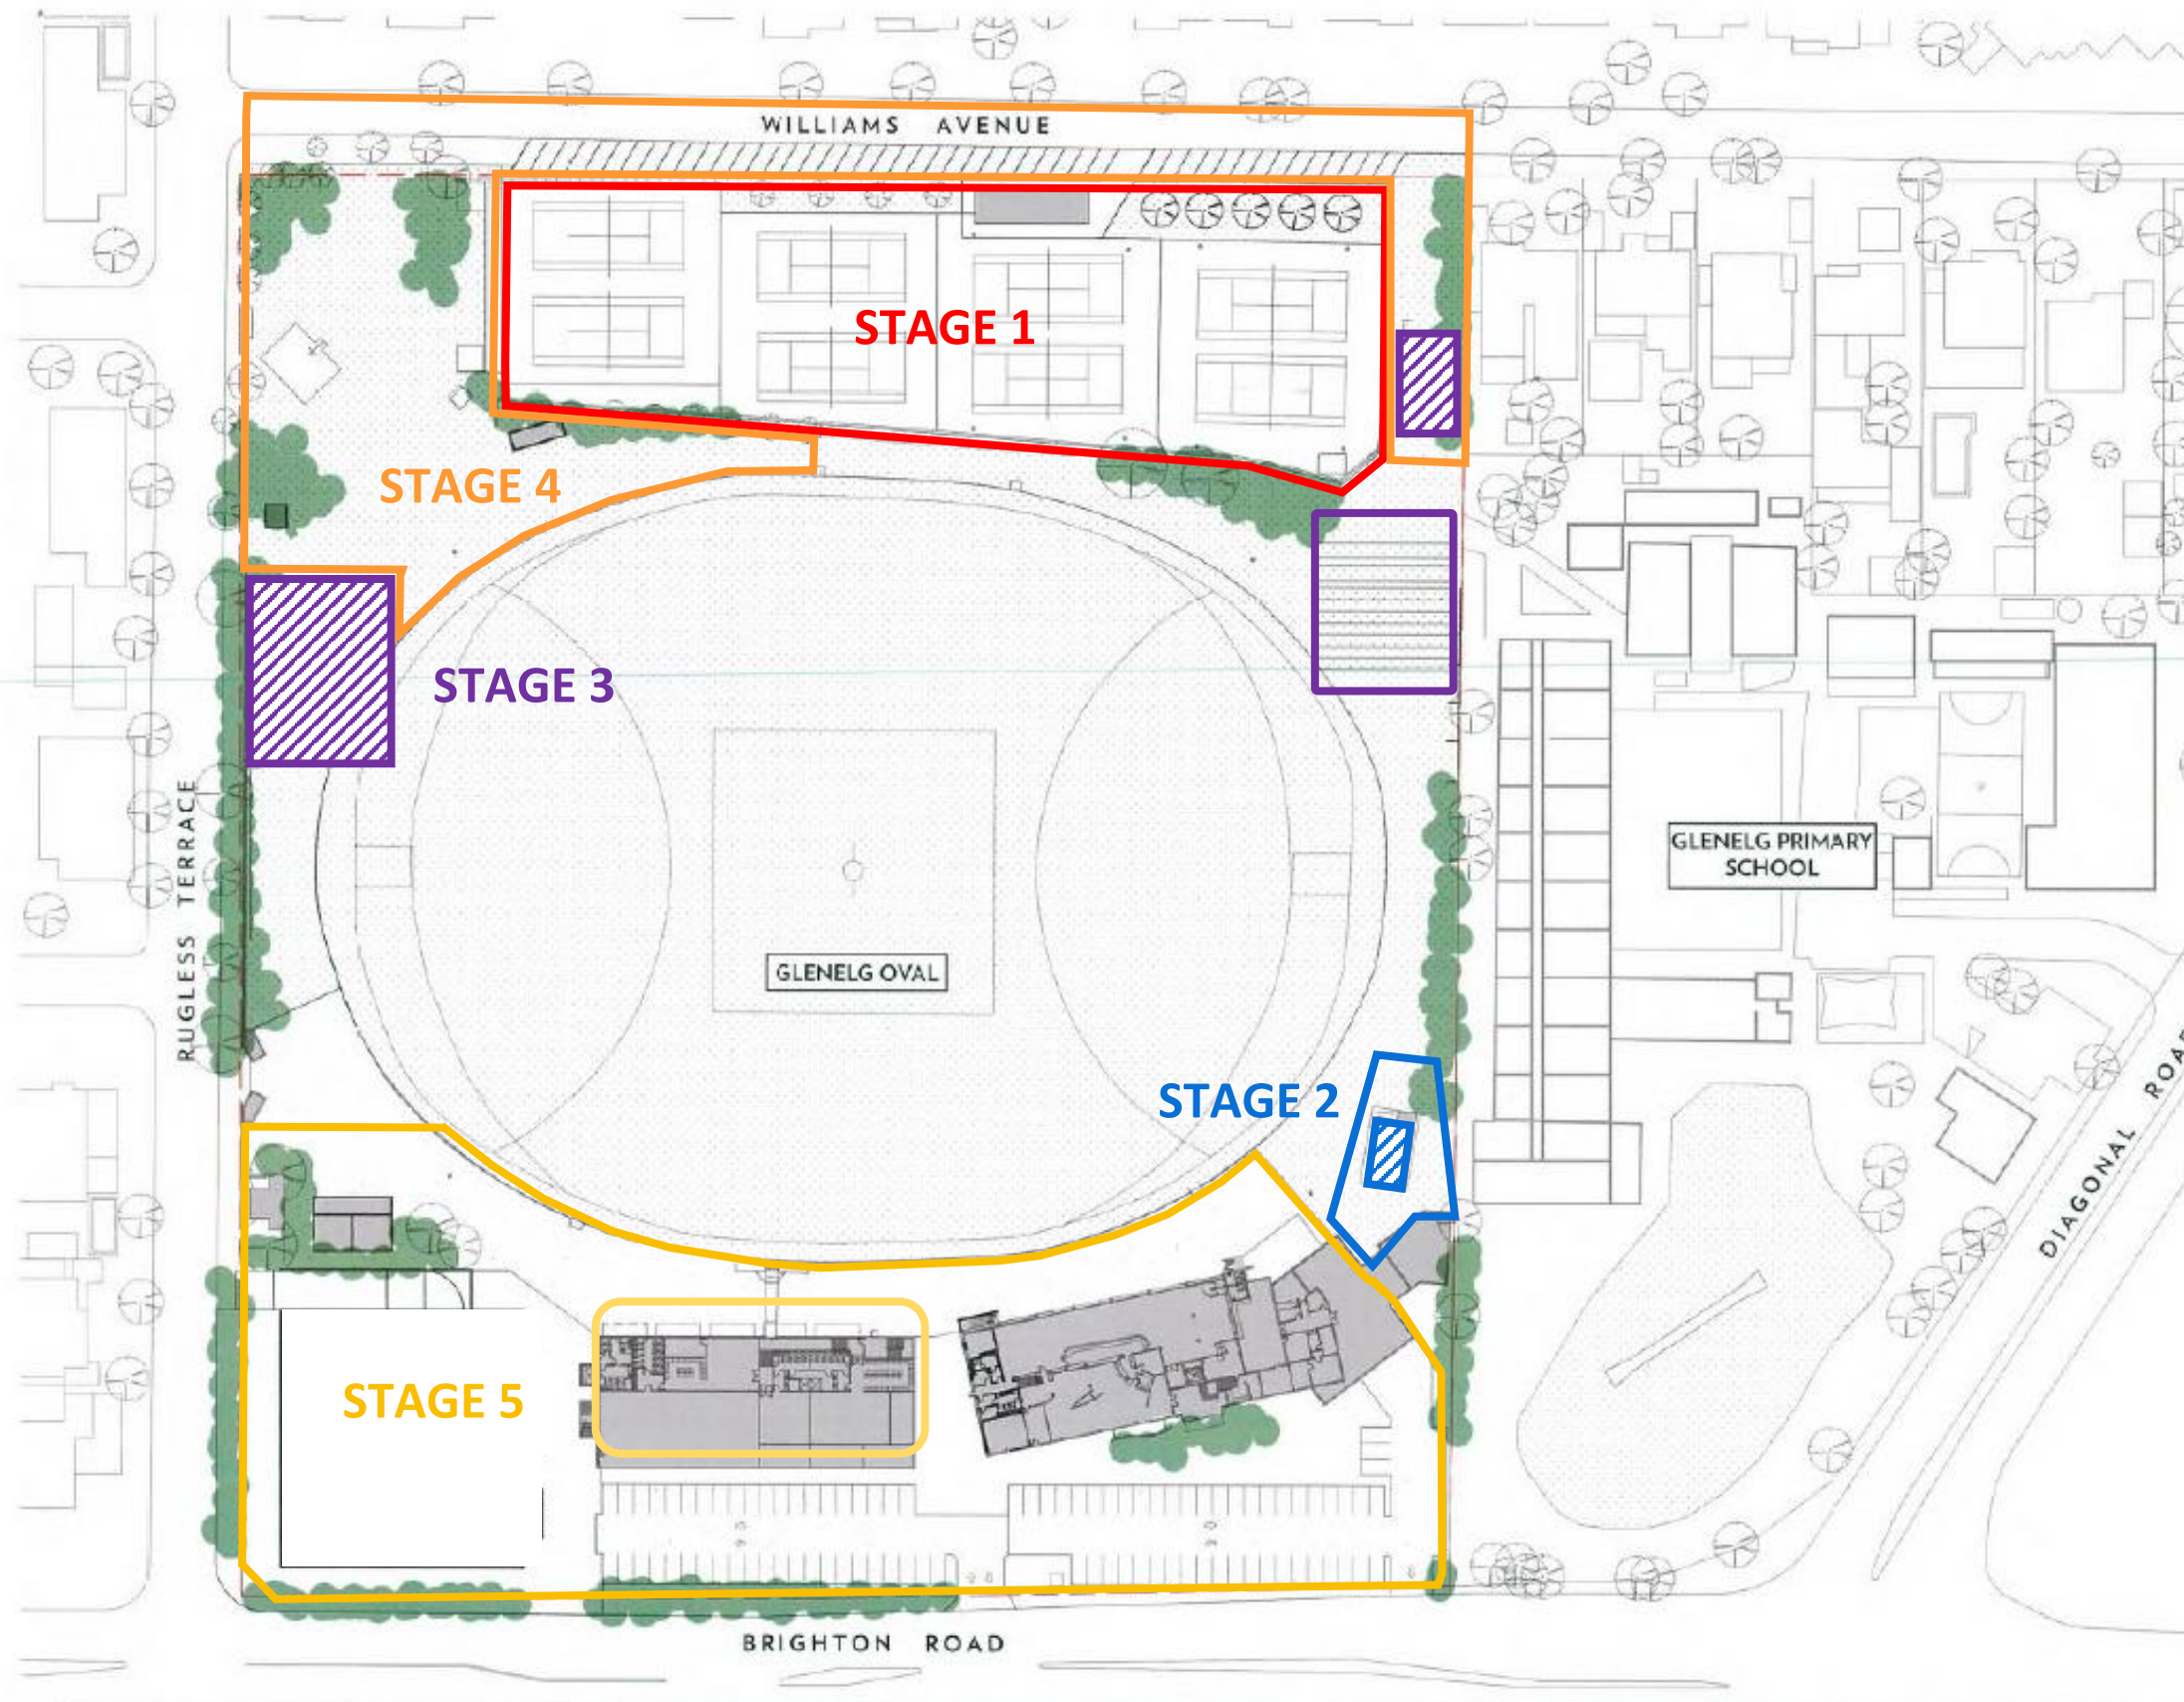 WILLIAMS AVENUE
STAGE 1
STAGE 4
STAGE 3
RUGLESS TERRACE
GLENELG PRIMARY
SCHOOL
GLENELG OVAL
STAGE 2
DIAGONAL ROAD
STAGE 5
BRIGHTON ROAD